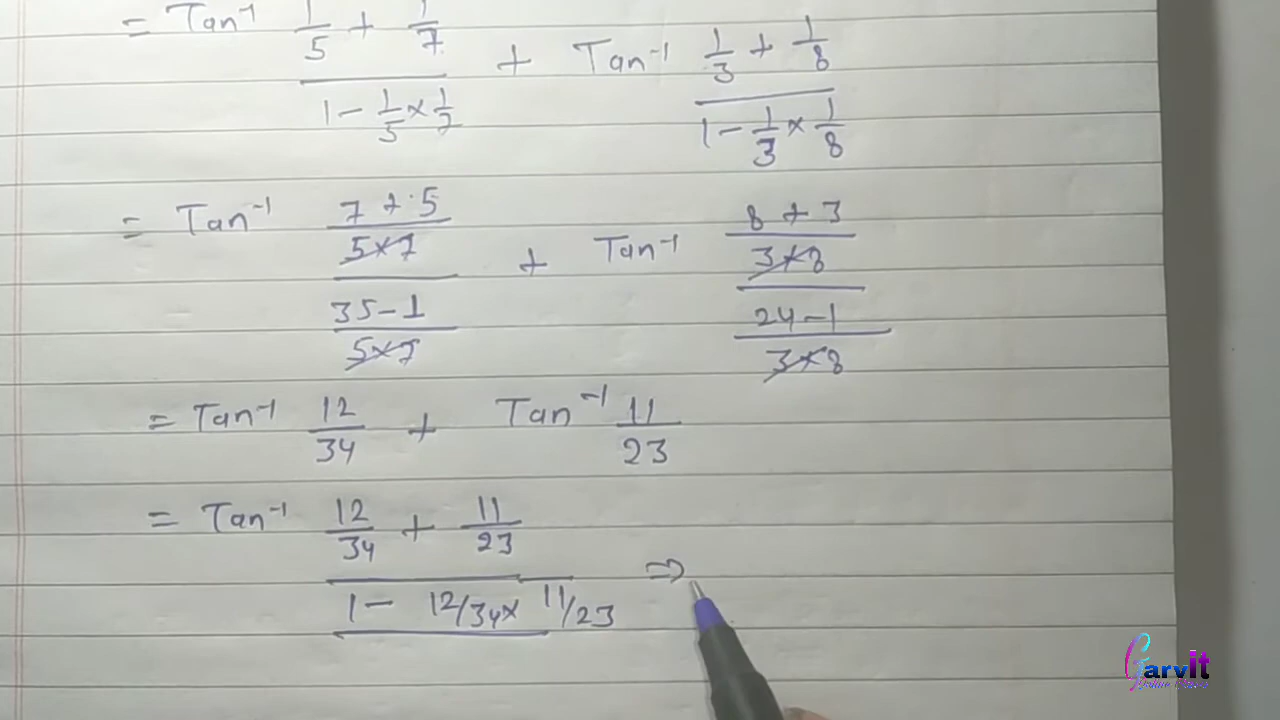 = Tan⁻¹ 1/5 + 1/7 + Tan⁻¹ 1/3 + 1/8
1 - 1/5 × 1/7 1 - 1/3 × 1/8
= Tan⁻¹ 7 + 5 + Tan⁻¹ 8 + 3
5×7 3×8
35 - 1 24 - 1
5×7 3×8
= Tan⁻¹ 12/34 + Tan⁻¹ 11/23
= Tan⁻¹ 12/34 + 11/23
1 - 12/34 × 11/23 ⇒
GarvIt